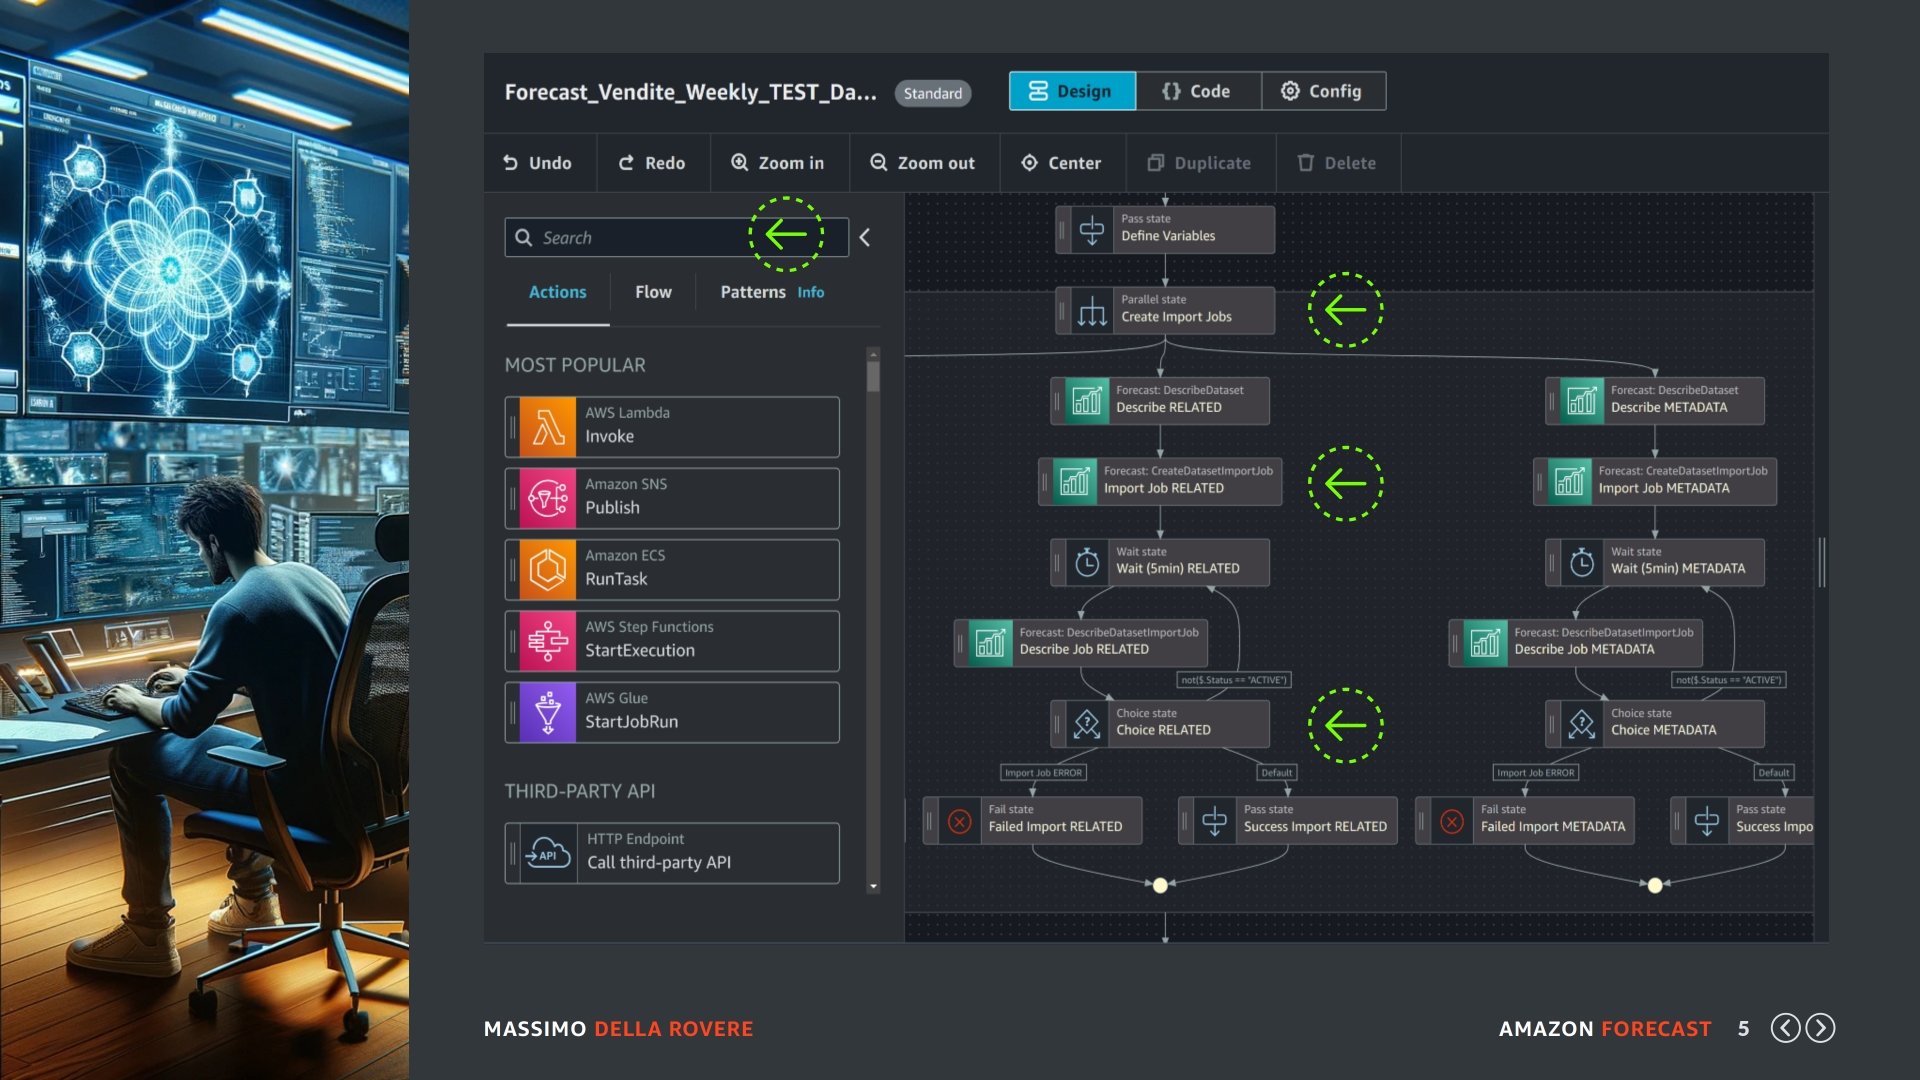 Forecast_Vendite_Weekly_TEST_Da...
Standard
Design
Code
Config
Undo
Redo
Zoom in
Zoom out
Center
Duplicate
Delete
Search
Actions
Flow
Patterns Info
MOST POPULAR
AWS Lambda
Invoke
Amazon SNS
Publish
Amazon ECS
RunTask
AWS Step Functions
StartExecution
AWS Glue
StartJobRun
THIRD-PARTY API
API
HTTP Endpoint
Call third-party API
Pass state
Define Variables
Parallel state
Create Import Jobs
Forecast: DescribeDataset
Describe RELATED
Forecast: CreateDatasetImportJob
Import Job RELATED
Wait state
Wait (5min) RELATED
Forecast: DescribeDatasetImportJob
Describe Job RELATED
not($.Status == "ACTIVE")
Choice state
Choice RELATED
Import Job ERROR
Default
Fail state
Failed Import RELATED
Pass state
Success Import RELATED
Forecast: DescribeDataset
Describe METADATA
Forecast: CreateDatasetImportJob
Import Job METADATA
Wait state
Wait (5min) METADATA
Forecast: DescribeDatasetImportJob
Describe Job METADATA
not($.Status == "ACTIVE")
Choice state
Choice METADATA
Import Job ERROR
Default
Fail state
Failed Import METADATA
Pass state
Success Impo
MASSIMO DELLA ROVERE
AMAZON FORECAST 5